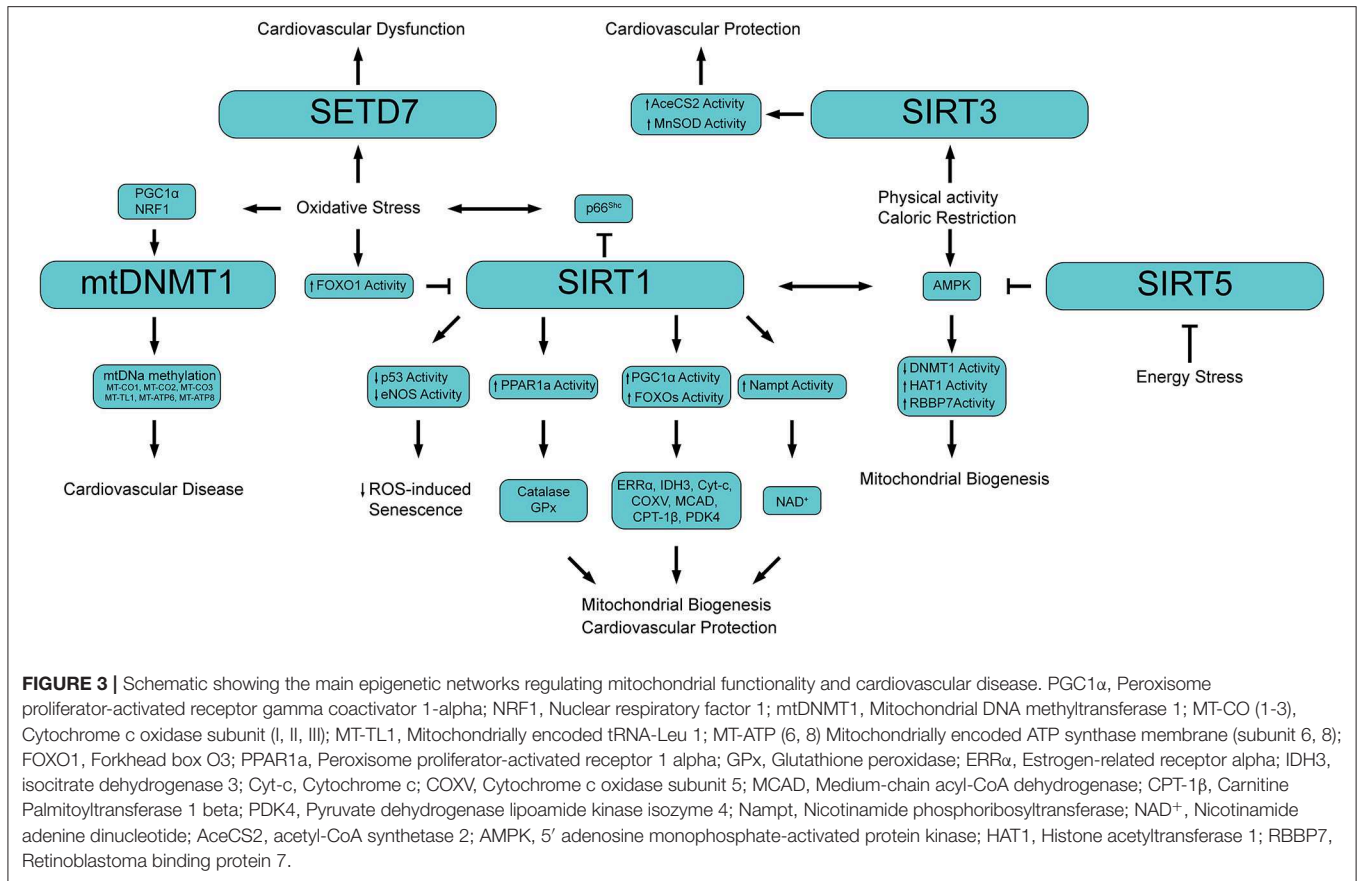 Cardiovascular Dysfunction
Cardiovascular Protection
SETD7
↑AceCS2 Activity
↑MnSOD Activity
SIRT3
PGC1α
NRF1
Oxidative Stress
p66Shc
Physical activity
Caloric Restriction
mtDNMT1
↑FOXO1 Activity
SIRT1
AMPK
SIRT5
mtDNa methylation
MT-CO1, MT-CO2, MT-CO3
MT-TL1, MT-ATP6, MT-ATP8
↓p53 Activity
↓eNOS Activity
↑PPAR1a Activity
↑PGC1α Activity
↑FOXOs Activity
↑Nampt Activity
↓DNMT1 Activity
↑HAT1 Activity
↑RBBP7Activity
Energy Stress
Cardiovascular Disease
↓ROS-induced
Senescence
Catalase
GPx
ERRα, IDH3, Cyt-c,
COXV, MCAD,
CPT-1β, PDK4
NAD+
Mitochondrial Biogenesis
Mitochondrial Biogenesis
Cardiovascular Protection
FIGURE 3 | Schematic showing the main epigenetic networks regulating mitochondrial functionality and cardiovascular disease. PGC1α, Peroxisome
proliferator-activated receptor gamma coactivator 1-alpha; NRF1, Nuclear respiratory factor 1; mtDNMT1, Mitochondrial DNA methyltransferase 1; MT-CO (1-3),
Cytochrome c oxidase subunit (I, II, III); MT-TL1, Mitochondrially encoded tRNA-Leu 1; MT-ATP (6, 8) Mitochondrially encoded ATP synthase membrane (subunit 6, 8);
FOXO1, Forkhead box O3; PPAR1a, Peroxisome proliferator-activated receptor 1 alpha; GPx, Glutathione peroxidase; ERRα, Estrogen-related receptor alpha; IDH3,
isocitrate dehydrogenase 3; Cyt-c, Cytochrome c; COXV, Cytochrome c oxidase subunit 5; MCAD, Medium-chain acyl-CoA dehydrogenase; CPT-1β, Carnitine
Palmitoyltransferase 1 beta; PDK4, Pyruvate dehydrogenase lipoamide kinase isozyme 4; Nampt, Nicotinamide phosphoribosyltransferase; NAD+, Nicotinamide
adenine dinucleotide; AceCS2, acetyl-CoA synthetase 2; AMPK, 5′ adenosine monophosphate-activated protein kinase; HAT1, Histone acetyltransferase 1; RBBP7,
Retinoblastoma binding protein 7.